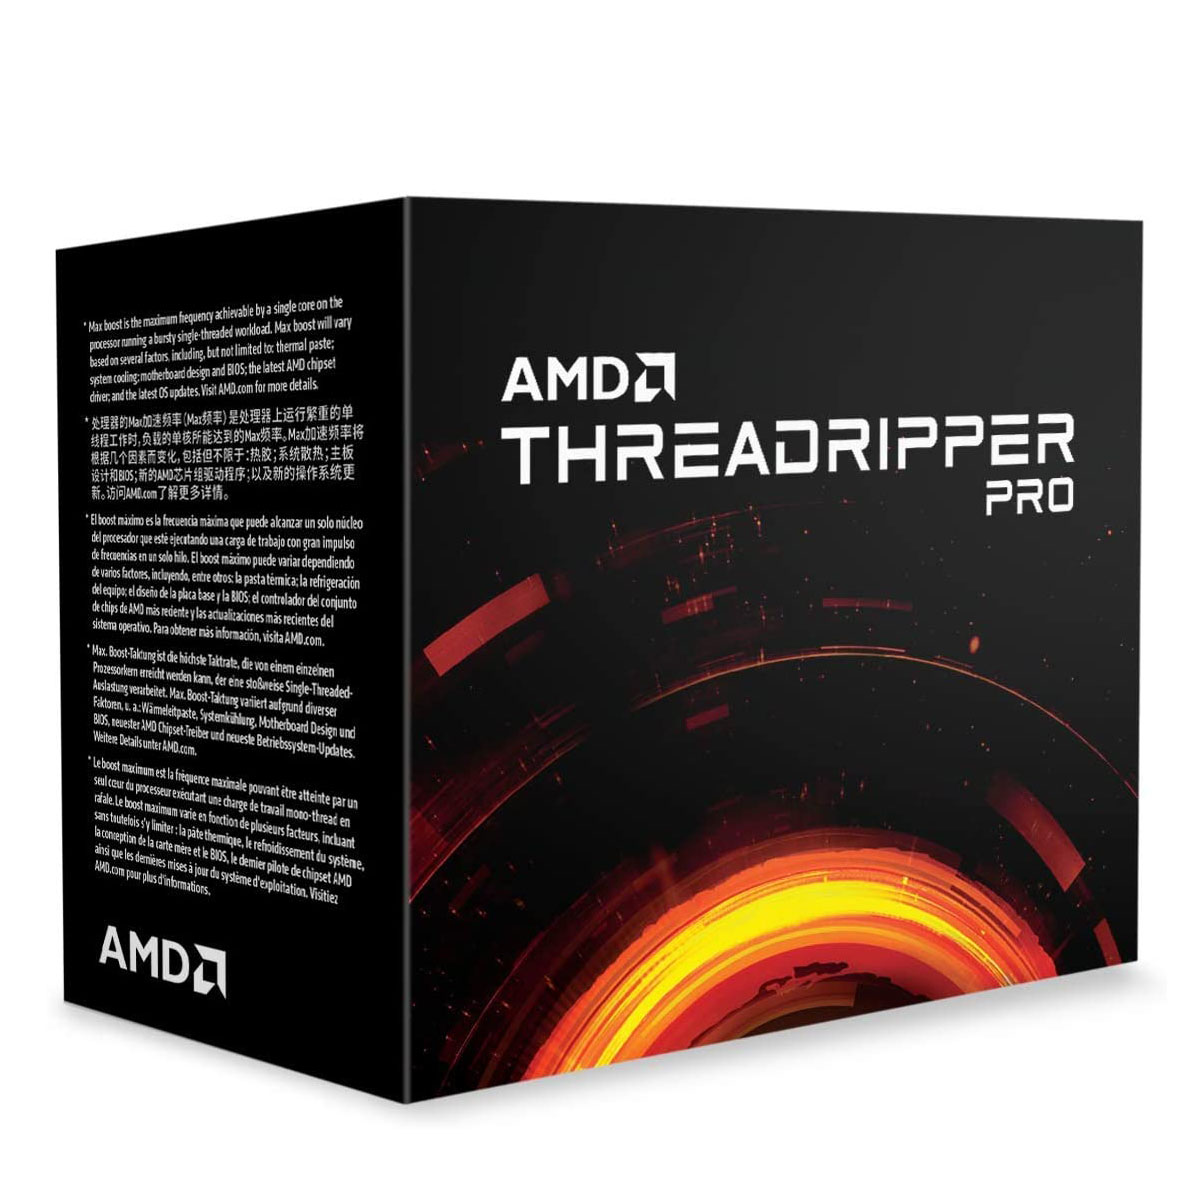 * Max boost is the maximum frequency achievable by a single core on the
processor running a bursty single-threaded workload. Max boost will vary
based on several factors, including, but not limited to: thermal paste;
system cooling; motherboard design and BIOS; the latest AMD chipset
driver; and the latest OS updates. Visit AMD.com for more details.
* 处理器的Max加速频率(Max频率)是处理器上运行繁重的单
线程工作时,负载的单核所能达到的Max频率。Max加速频率将
根据几个因素而变化,包括但不限于:热胶;系统散热;主板
设计和BIOS;新的AMD芯片组驱动程序;以及新的操作系统更
新。访问AMD.com了解更多详情。
* El boost máximo es la frecuencia máxima que puede alcanzar un solo núcleo
del procesador que esté ejecutando una carga de trabajo con gran impulso
de frecuencias en un solo hilo. El boost máximo puede variar dependiendo
de varios factores, incluyendo, entre otros: la pasta térmica; la refrigeración
del equipo; el diseño de la placa base y la BIOS; el controlador del conjunto
de chips de AMD más reciente y las actualizaciones más recientes del
sistema operativo. Para obtener más información, visita AMD.com.
* Max. Boost-Taktung ist die höchste Taktrate, die von einem einzelnen
Prozessorkern erreicht werden kann, der eine stoßweise Single-Threaded-
Auslastung verarbeitet. Max. Boost-Taktung variiert aufgrund diverser
Faktoren, u. a.: Wärmeleitpaste, Systemkühlung, Motherboard Design und
BIOS, neuester AMD Chipset-Treiber und neueste Betriebssystem-Updates.
Weitere Details unter AMD.com.
* Le boost maximum est la fréquence maximale pouvant être atteinte par un
seul cœur du processeur exécutant une charge de travail mono-thread en
rafale. Le boost maximum varie en fonction de plusieurs facteurs, incluant
sans toutefois s'y limiter : la pâte thermique, le refroidissement du système,
la conception de la carte mère et le BIOS, le dernier pilote de chipset AMD
ainsi que les dernières mises à jour du système d'exploitation. Visitiez
AMD.com pour plus d'informations.
AMD
AMD
THREADRIPPER
PRO